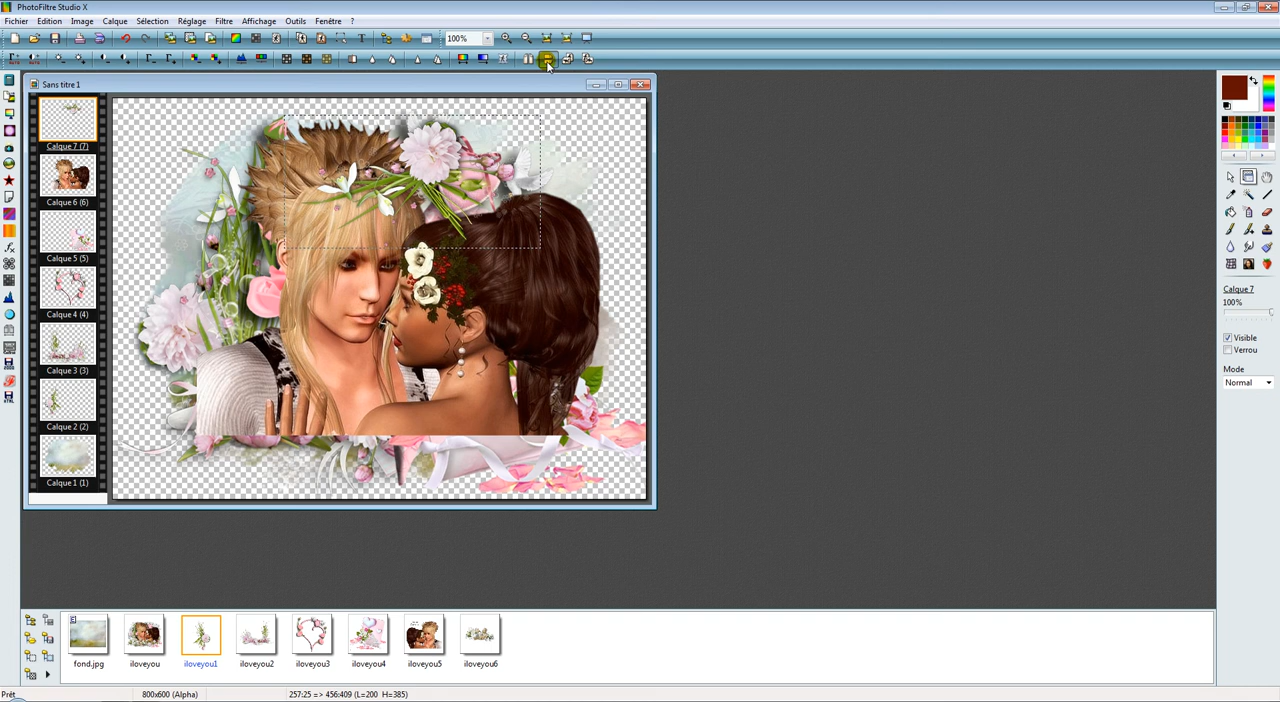 PhotoFiltre Studio X
Fichier Edition Image Calque Sélection Réglage Filtre Affichage Outils Fenêtre ?
100%
Sans titre 1
Calque 7 (7)
Calque 6 (6)
Calque 5 (5)
Calque 4 (4)
Calque 3 (3)
Calque 2 (2)
Calque 1 (1)
Calque 7
100%
Visible
Verrou
Mode
Normal
fond.jpg iloveyou iloveyou1 iloveyou2 iloveyou3 iloveyou4 iloveyou5 iloveyou6
Prêt 800x600 (Alpha) 257:25 => 456:409 (L=200 H=385)